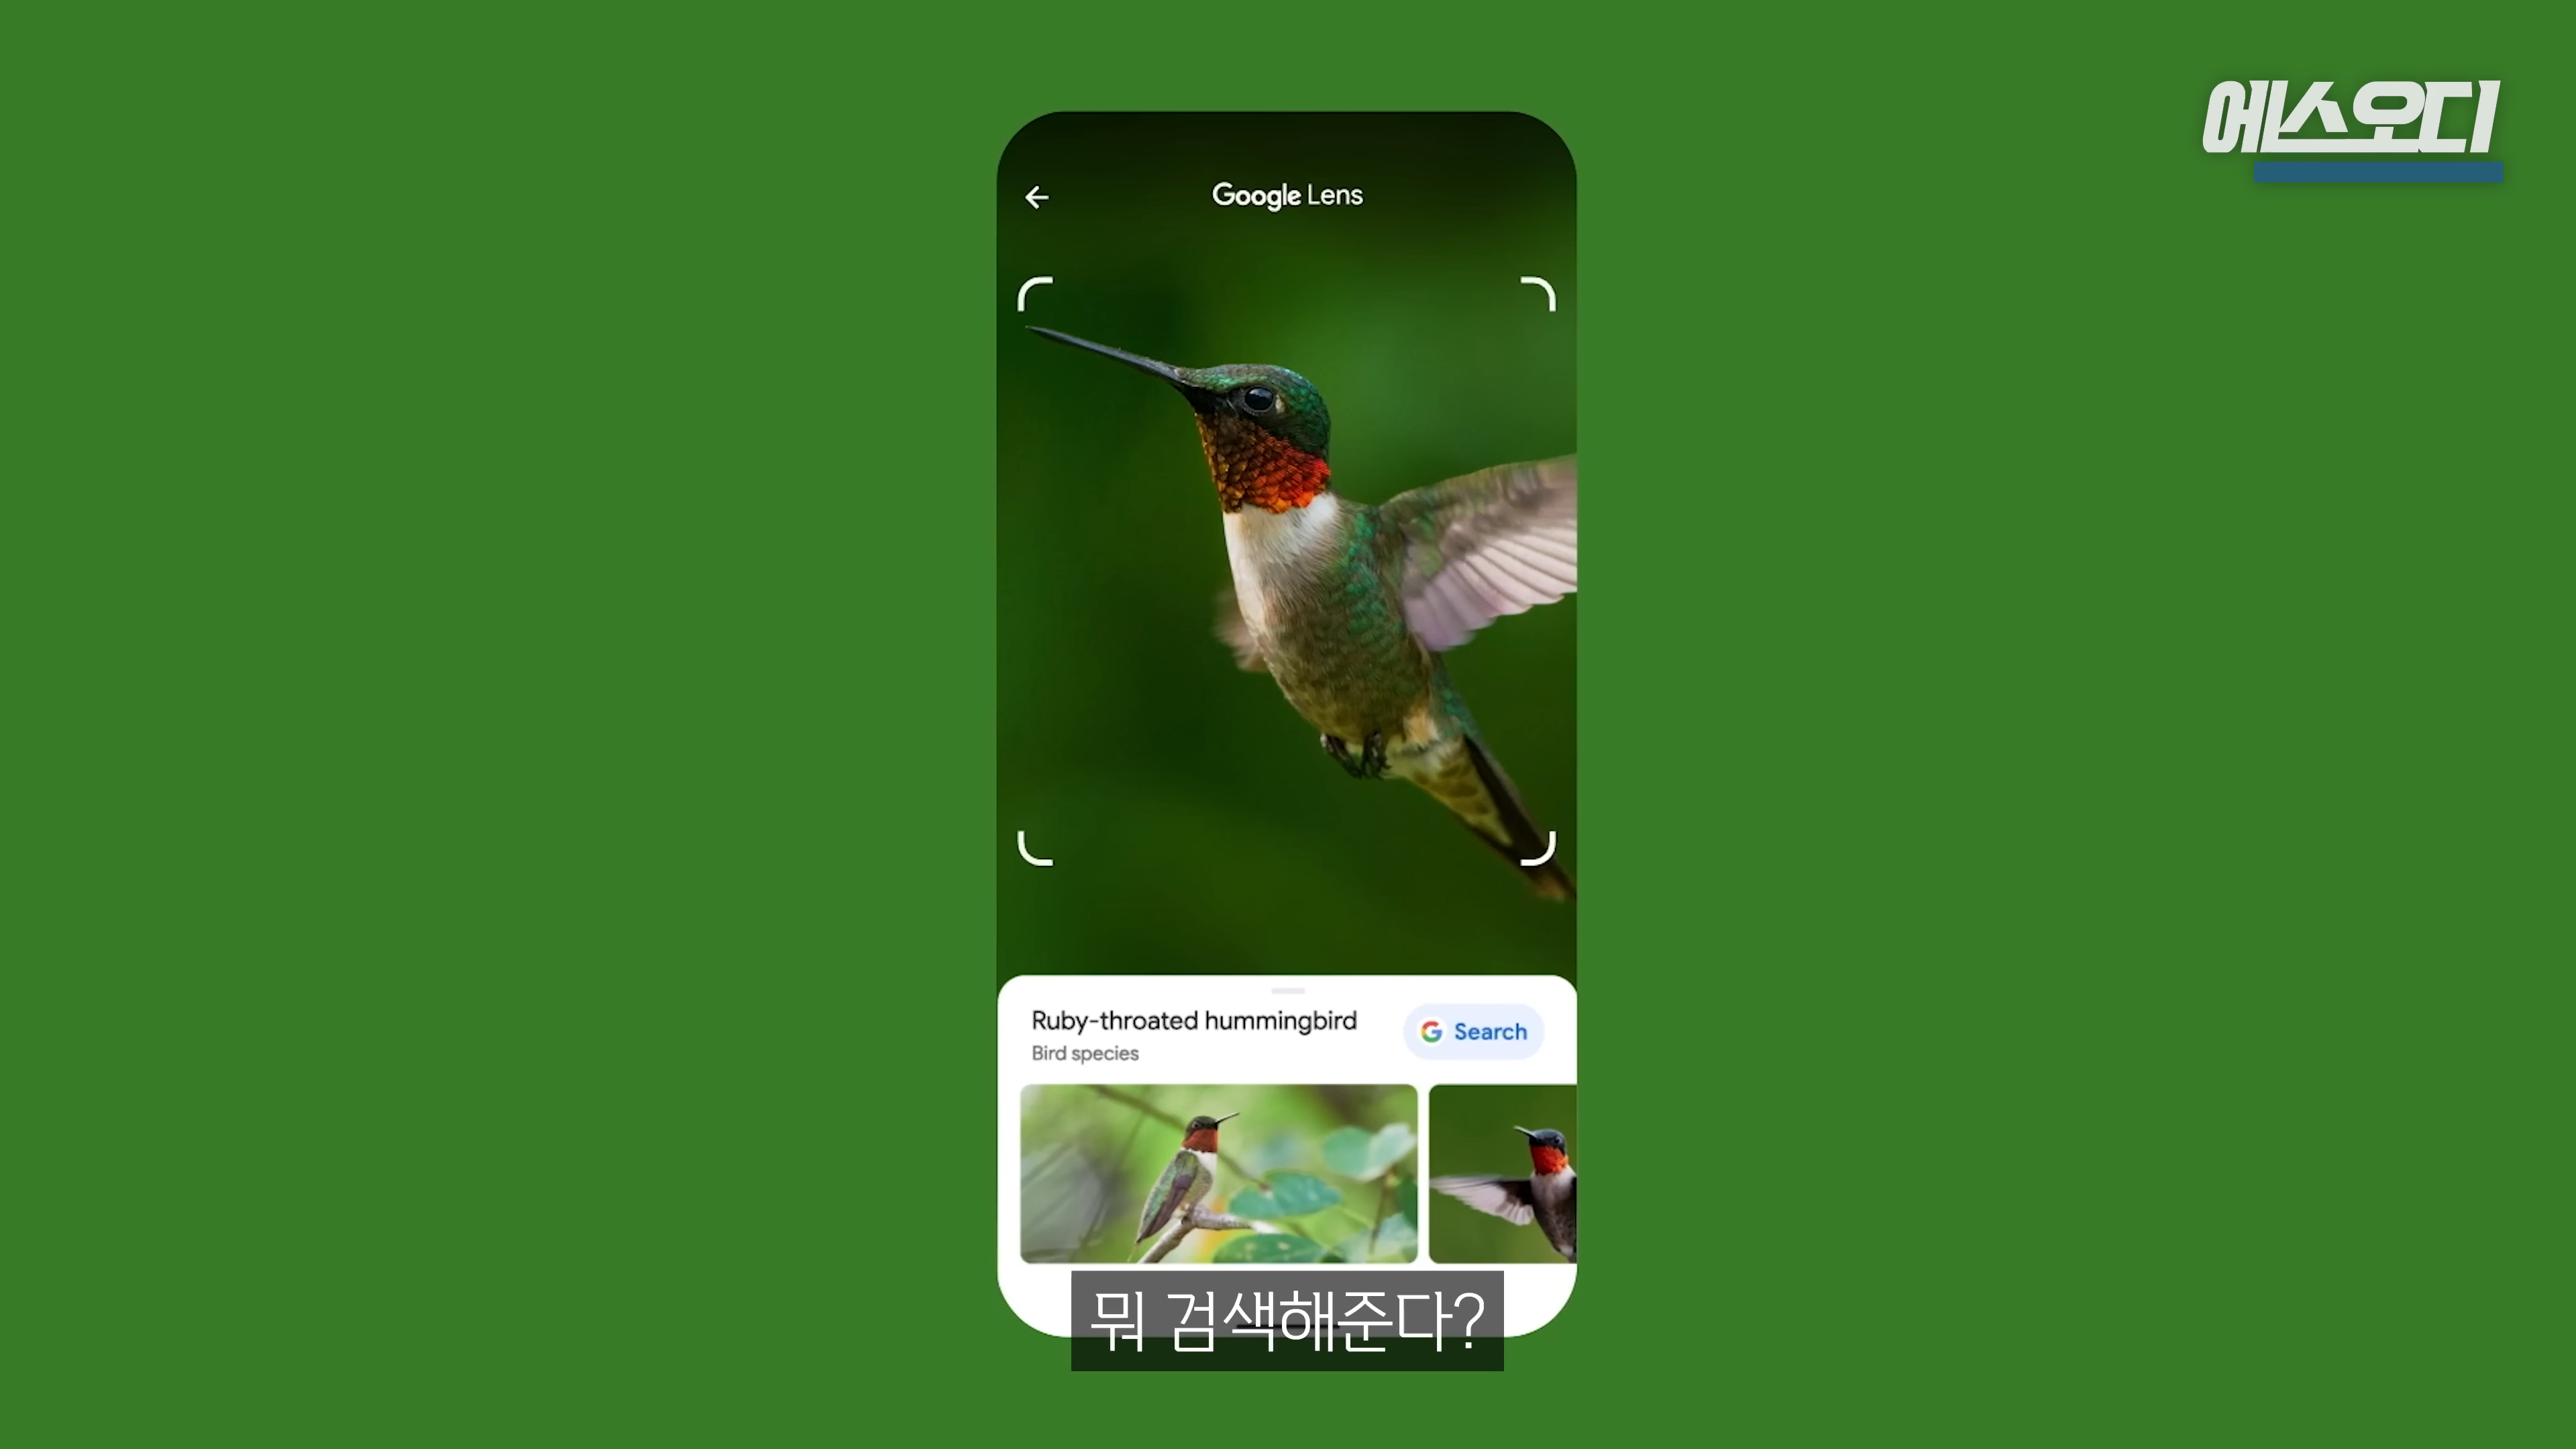 에스오디
Google Lens
Ruby-throated hummingbird
Bird species
Search
뭐 검색해준다?